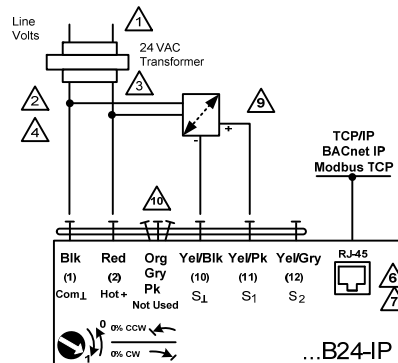 Line
Volts
1
24 VAC
Transformer
2
3
4
9
+
-
TCP/IP
BACnet IP
Modbus TCP
10
Blk Red Org Yel/Blk Yel/Pk Yel/Gry RJ-45
(1) (2) Gry (10) (11) (12)
Pk
Com⊥ Hot+ Not Used S⊥ S1 S2
6
7
0 0% CCW
1 0% CW
...B24-IP